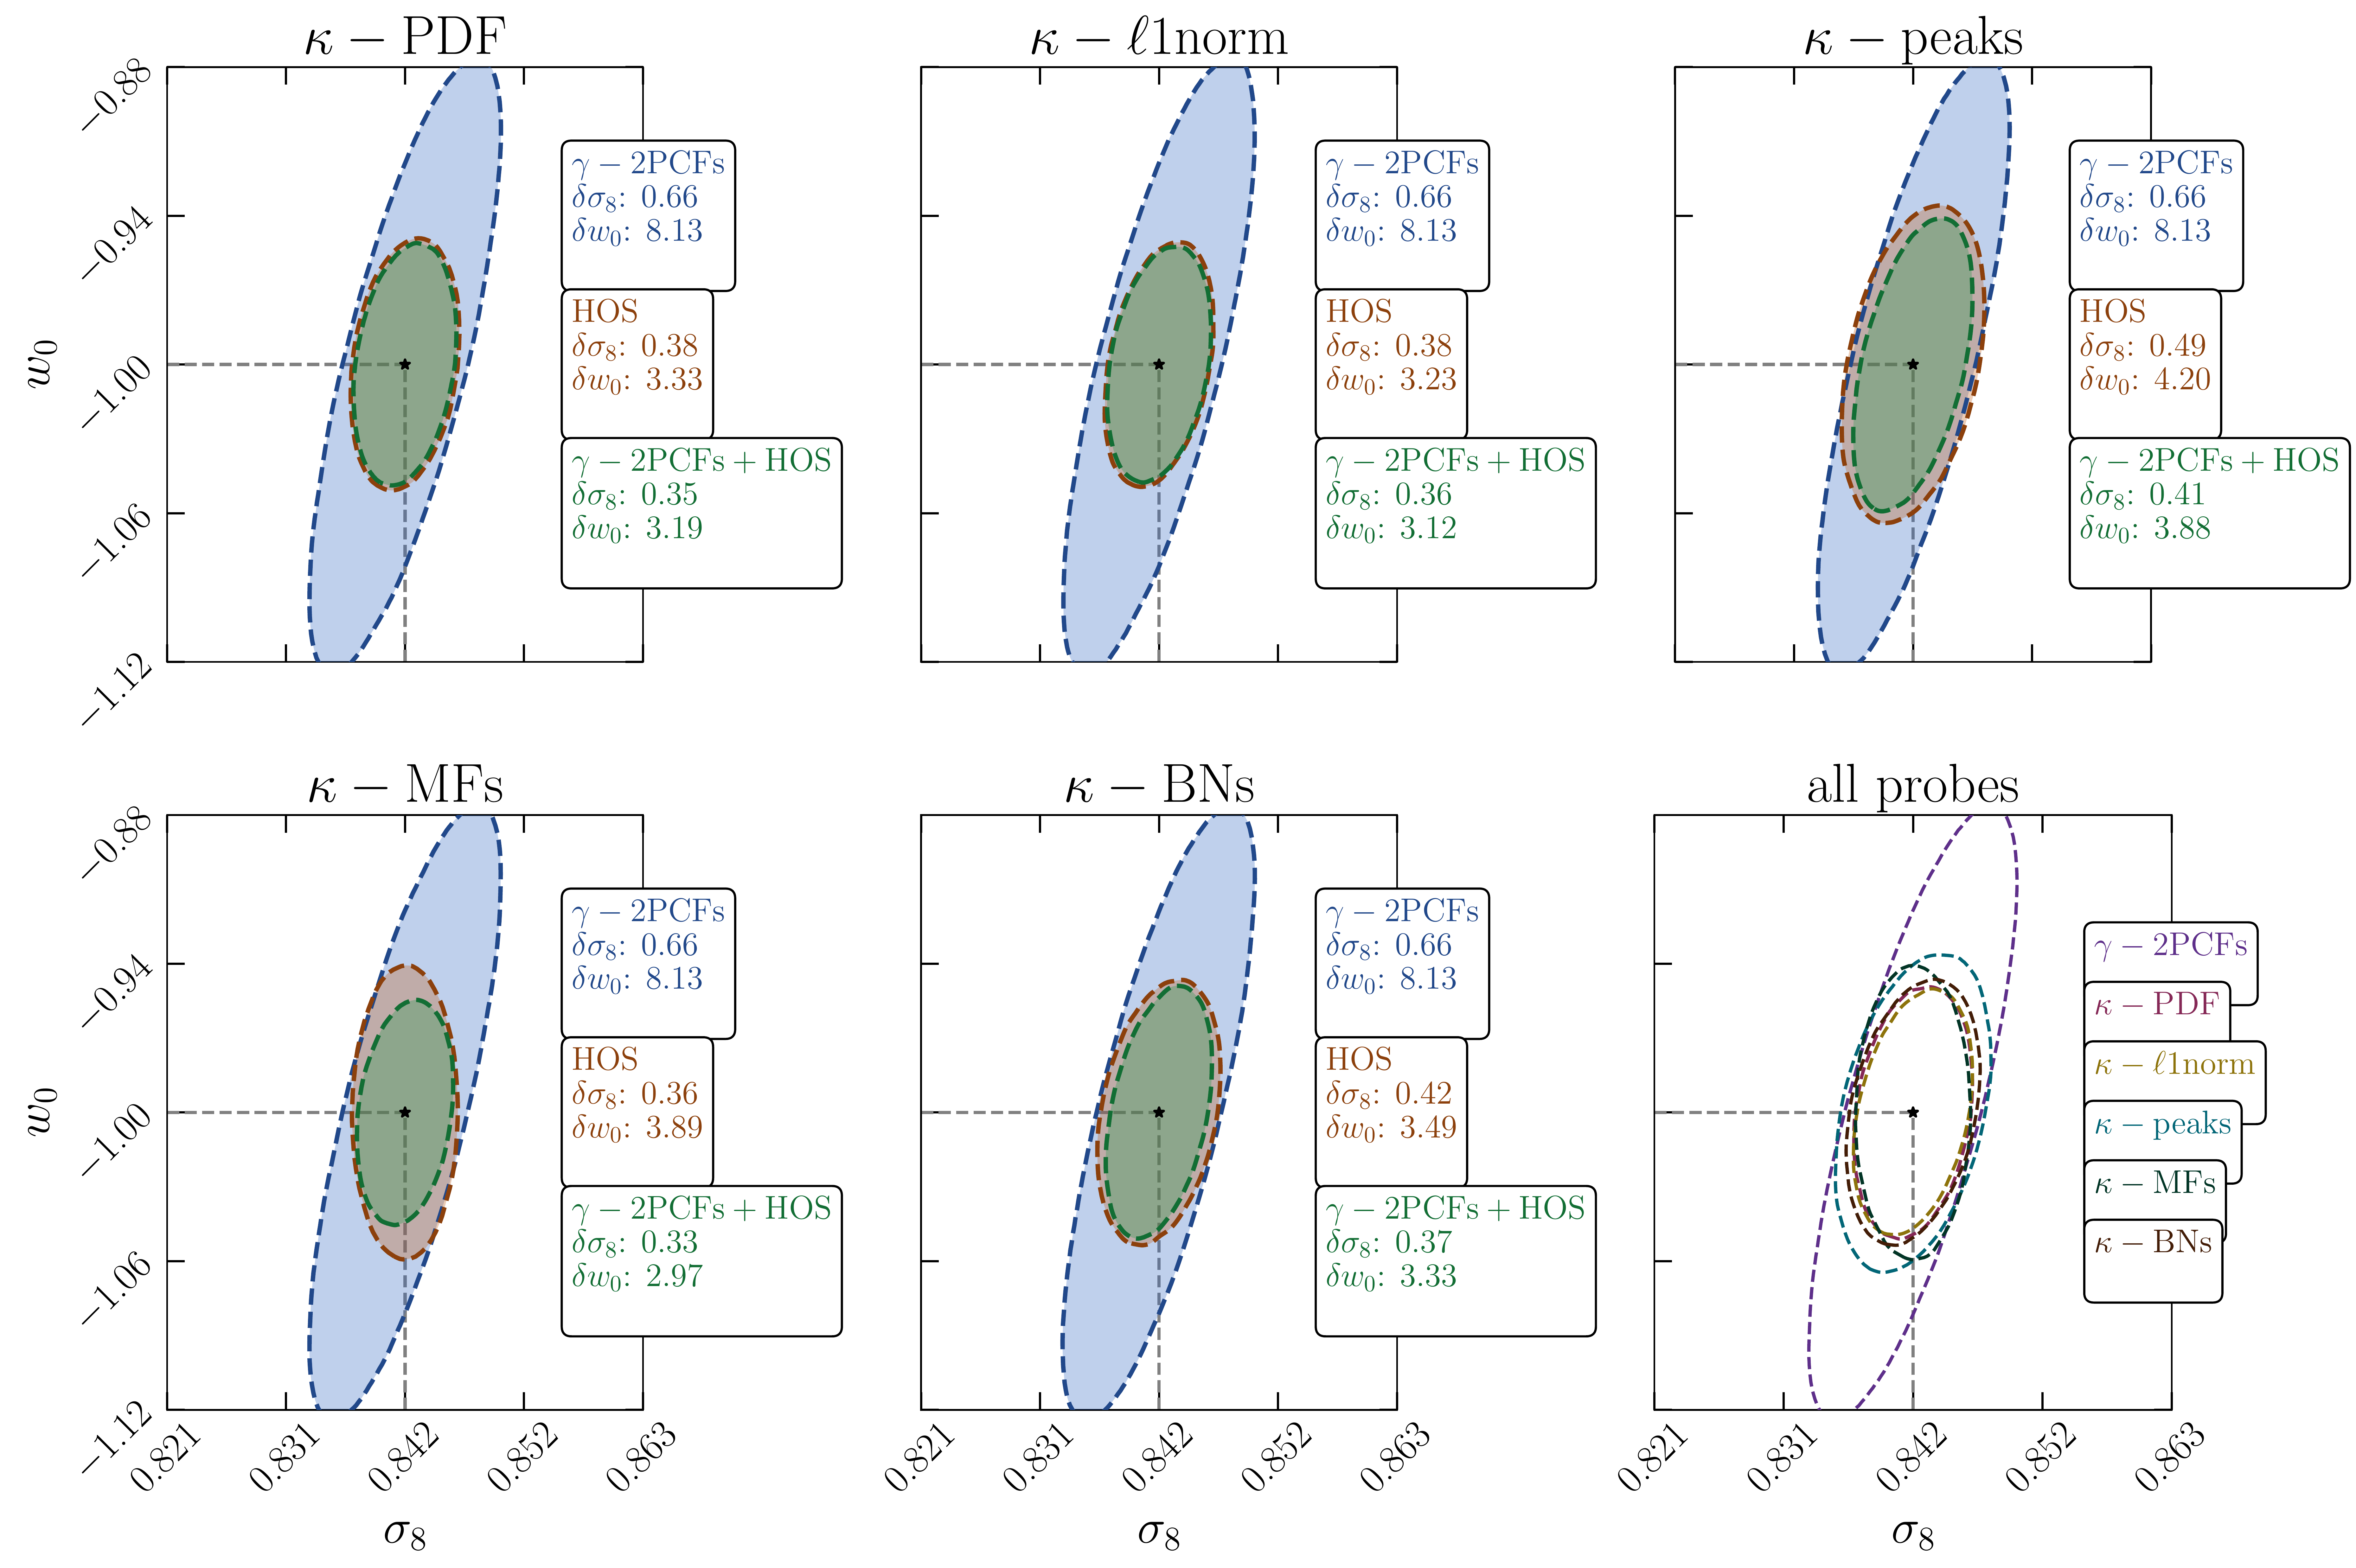 κ − PDF
κ − ℓ1norm
κ − peaks
−0.88
−0.94
−1.00
−1.06
−1.12
w₀
γ − 2PCFs
δσ₈: 0.66
δw₀: 8.13
HOS
δσ₈: 0.38
δw₀: 3.33
γ − 2PCFs + HOS
δσ₈: 0.35
δw₀: 3.19
γ − 2PCFs
δσ₈: 0.66
δw₀: 8.13
HOS
δσ₈: 0.38
δw₀: 3.23
γ − 2PCFs + HOS
δσ₈: 0.36
δw₀: 3.12
γ − 2PCFs
δσ₈: 0.66
δw₀: 8.13
HOS
δσ₈: 0.49
δw₀: 4.20
γ − 2PCFs + HOS
δσ₈: 0.41
δw₀: 3.88
κ − MFs
κ − BNs
all probes
−0.88
−0.94
−1.00
−1.06
−1.12
w₀
γ − 2PCFs
δσ₈: 0.66
δw₀: 8.13
HOS
δσ₈: 0.36
δw₀: 3.89
γ − 2PCFs + HOS
δσ₈: 0.33
δw₀: 2.97
γ − 2PCFs
δσ₈: 0.66
δw₀: 8.13
HOS
δσ₈: 0.42
δw₀: 3.49
γ − 2PCFs + HOS
δσ₈: 0.37
δw₀: 3.33
γ − 2PCFs
κ − PDF
κ − ℓ1norm
κ − peaks
κ − MFs
κ − BNs
0.821 0.831 0.842 0.852 0.863
0.821 0.831 0.842 0.852 0.863
0.821 0.831 0.842 0.852 0.863
σ₈
σ₈
σ₈